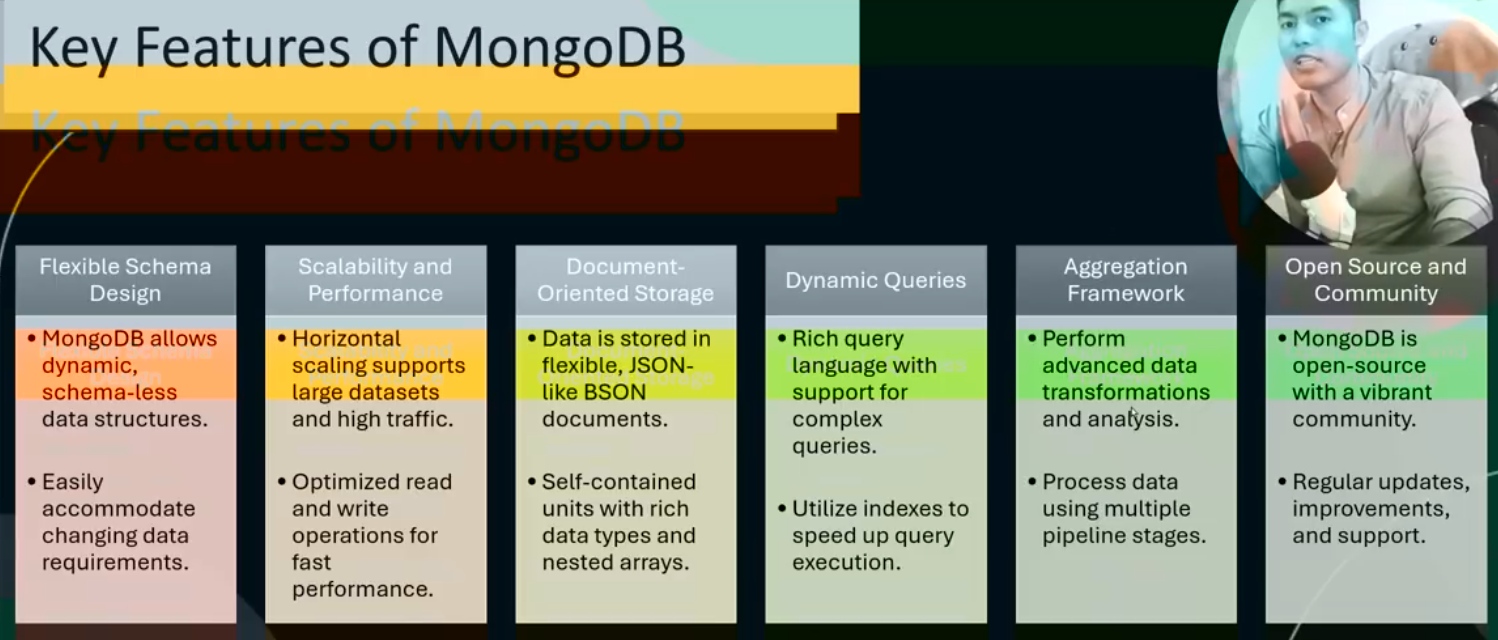 Key Features of MongoDB
Key Features of MongoDB
Flexible Schema
Design
• MongoDB allows
dynamic,
schema-less
data structures.
• Easily
accommodate
changing data
requirements.
Scalability and
Performance
• Horizontal
scaling supports
large datasets
and high traffic.
• Optimized read
and write
operations for
fast
performance.
Document-
Oriented Storage
• Data is stored in
flexible, JSON-
like BSON
documents.
• Self-contained
units with rich
data types and
nested arrays.
Dynamic Queries
• Rich query
language with
support for
complex
queries.
• Utilize indexes to
speed up query
execution.
Aggregation
Framework
• Perform
advanced data
transformations
and analysis.
• Process data
using multiple
pipeline stages.
Open Source and
Community
• MongoDB is
open-source
with a vibrant
community.
• Regular updates,
improvements,
and support.